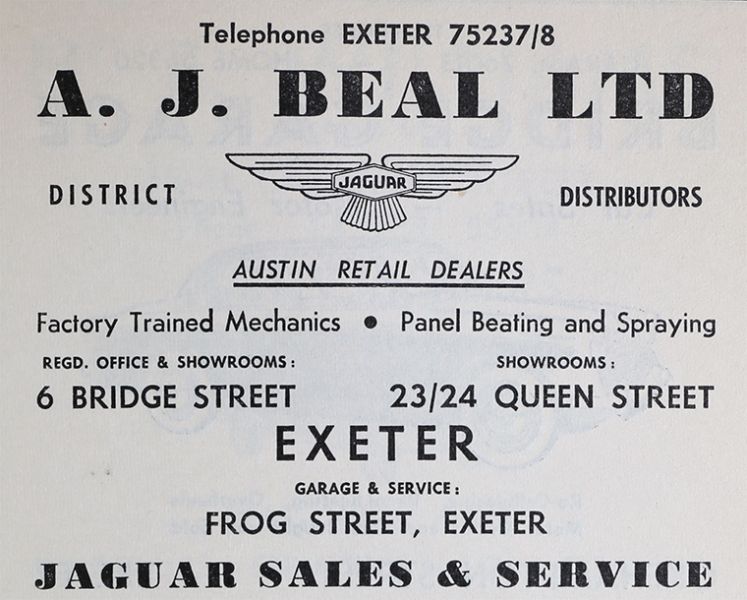 Telephone EXETER 75237/8
A. J. BEAL LTD
DISTRICT JAGUAR DISTRIBUTORS
AUSTIN RETAIL DEALERS
Factory Trained Mechanics • Panel Beating and Spraying
REGD. OFFICE & SHOWROOMS: SHOWROOMS:
6 BRIDGE STREET 23/24 QUEEN STREET
EXETER
GARAGE & SERVICE:
FROG STREET, EXETER
JAGUAR SALES & SERVICE